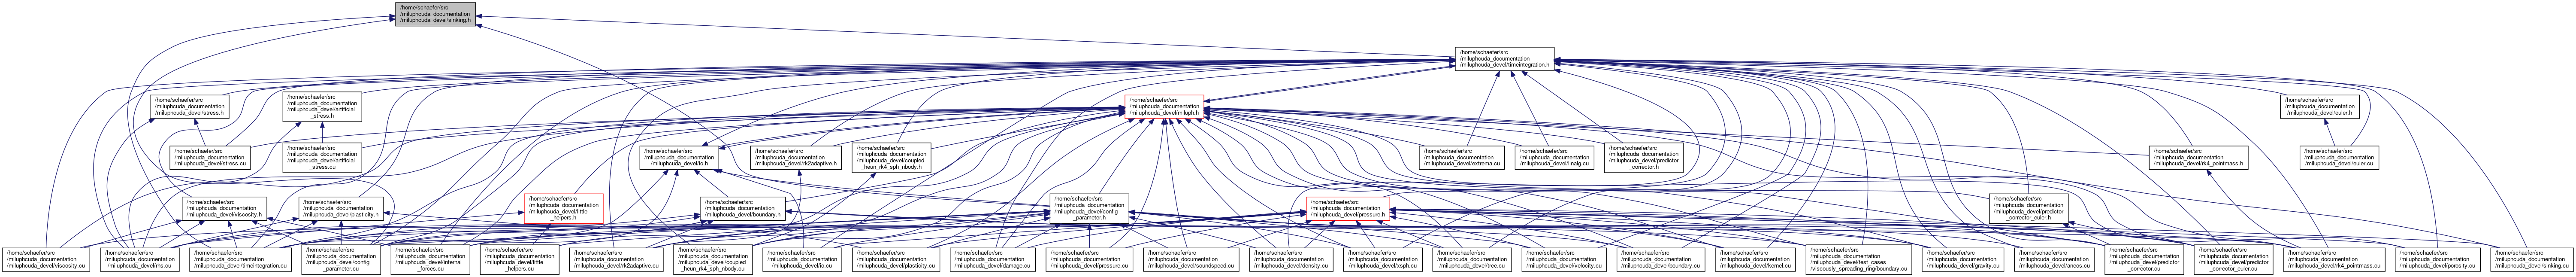 /home/schaefer/src
/miluphcuda_documentation
/miluphcuda_devel/sinking.h
/home/schaefer/src
/miluphcuda_documentation
/miluphcuda_devel/timeintegration.h
/home/schaefer/src
/miluphcuda_documentation
/miluphcuda_devel/stress.h
/home/schaefer/src
/miluphcuda_documentation
/miluphcuda_devel/artificial
_stress.h
/home/schaefer/src
/miluphcuda_documentation
/miluphcuda_devel/miluph.h
/home/schaefer/src
/miluphcuda_documentation
/miluphcuda_devel/euler.h
/home/schaefer/src
/miluphcuda_documentation
/miluphcuda_devel/stress.cu
/home/schaefer/src
/miluphcuda_documentation
/miluphcuda_devel/artificial
_stress.cu
/home/schaefer/src
/miluphcuda_documentation
/miluphcuda_devel/io.h
/home/schaefer/src
/miluphcuda_documentation
/miluphcuda_devel/rk2adaptive.h
/home/schaefer/src
/miluphcuda_documentation
/miluphcuda_devel/coupled
_heun_rk4_sph_nbody.h
/home/schaefer/src
/miluphcuda_documentation
/miluphcuda_devel/extrema.cu
/home/schaefer/src
/miluphcuda_documentation
/miluphcuda_devel/linalg.cu
/home/schaefer/src
/miluphcuda_documentation
/miluphcuda_devel/predictor
_corrector.h
/home/schaefer/src
/miluphcuda_documentation
/miluphcuda_devel/rk4_pointmass.h
/home/schaefer/src
/miluphcuda_documentation
/miluphcuda_devel/euler.cu
/home/schaefer/src
/miluphcuda_documentation
/miluphcuda_devel/viscosity.h
/home/schaefer/src
/miluphcuda_documentation
/miluphcuda_devel/plasticity.h
/home/schaefer/src
/miluphcuda_documentation
/miluphcuda_devel/little
_helpers.h
/home/schaefer/src
/miluphcuda_documentation
/miluphcuda_devel/boundary.h
/home/schaefer/src
/miluphcuda_documentation
/miluphcuda_devel/config
_parameter.h
/home/schaefer/src
/miluphcuda_documentation
/miluphcuda_devel/pressure.h
/home/schaefer/src
/miluphcuda_documentation
/miluphcuda_devel/predictor
_corrector_euler.h
/home/schaefer/src
/miluphcuda_documentation
/miluphcuda_devel/viscosity.cu
/home/schaefer/src
/miluphcuda_documentation
/miluphcuda_devel/rhs.cu
/home/schaefer/src
/miluphcuda_documentation
/miluphcuda_devel/timeintegration.cu
/home/schaefer/src
/miluphcuda_documentation
/miluphcuda_devel/config
_parameter.cu
/home/schaefer/src
/miluphcuda_documentation
/miluphcuda_devel/internal
_forces.cu
/home/schaefer/src
/miluphcuda_documentation
/miluphcuda_devel/little
_helpers.cu
/home/schaefer/src
/miluphcuda_documentation
/miluphcuda_devel/rk2adaptive.cu
/home/schaefer/src
/miluphcuda_documentation
/miluphcuda_devel/coupled
_heun_rk4_sph_nbody.cu
/home/schaefer/src
/miluphcuda_documentation
/miluphcuda_devel/io.cu
/home/schaefer/src
/miluphcuda_documentation
/miluphcuda_devel/plasticity.cu
/home/schaefer/src
/miluphcuda_documentation
/miluphcuda_devel/damage.cu
/home/schaefer/src
/miluphcuda_documentation
/miluphcuda_devel/pressure.cu
/home/schaefer/src
/miluphcuda_documentation
/miluphcuda_devel/soundspeed.cu
/home/schaefer/src
/miluphcuda_documentation
/miluphcuda_devel/density.cu
/home/schaefer/src
/miluphcuda_documentation
/miluphcuda_devel/xsph.cu
/home/schaefer/src
/miluphcuda_documentation
/miluphcuda_devel/tree.cu
/home/schaefer/src
/miluphcuda_documentation
/miluphcuda_devel/velocity.cu
/home/schaefer/src
/miluphcuda_documentation
/miluphcuda_devel/boundary.cu
/home/schaefer/src
/miluphcuda_documentation
/miluphcuda_devel/kernel.cu
/home/schaefer/src
/miluphcuda_documentation
/miluphcuda_devel/test_cases
/viscously_spreading_ring/boundary.cu
/home/schaefer/src
/miluphcuda_documentation
/miluphcuda_devel/gravity.cu
/home/schaefer/src
/miluphcuda_documentation
/miluphcuda_devel/aneos.cu
/home/schaefer/src
/miluphcuda_documentation
/miluphcuda_devel/predictor
_corrector.cu
/home/schaefer/src
/miluphcuda_documentation
/miluphcuda_devel/predictor
_corrector_euler.cu
/home/schaefer/src
/miluphcuda_documentation
/miluphcuda_devel/rk4_pointmass.cu
/home/schaefer/src
/miluphcuda_documentation
/miluphcuda_devel/porosity.cu
/home/schaefer/src
/miluphcuda_documentation
/miluphcuda_devel/sinking.cu